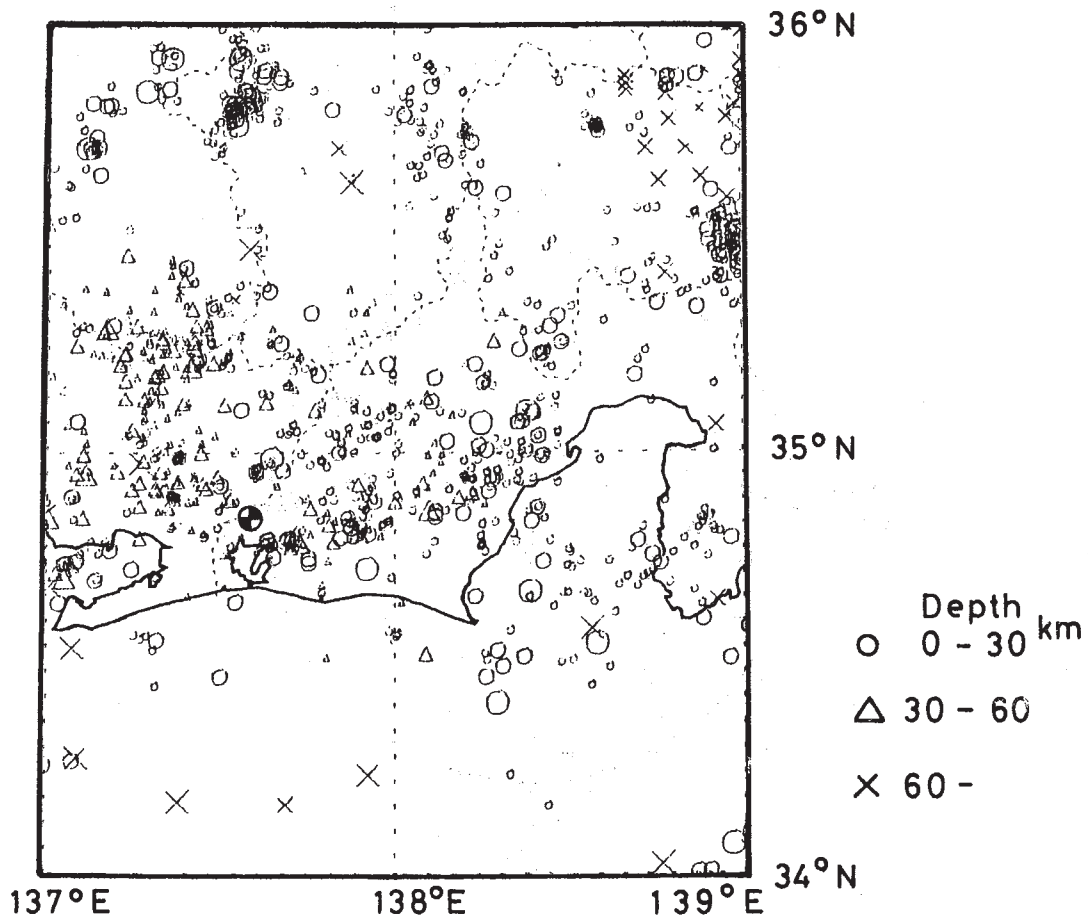 36°N
35°N
Depth
○ 0 – 30 km
△ 30 – 60
× 60 –
34°N
137°E 138°E 139°E